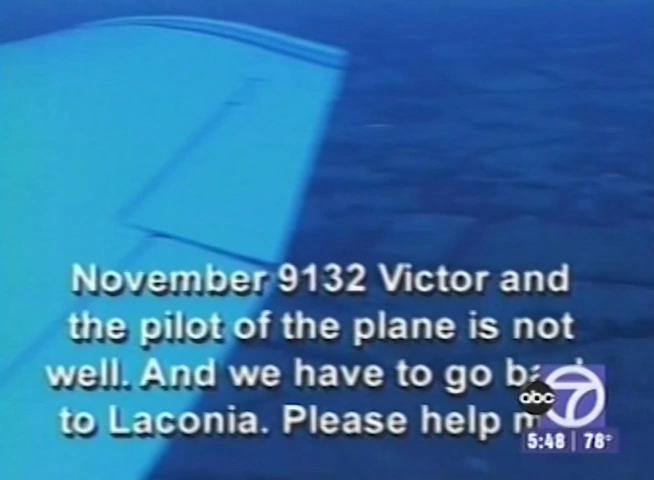 November 9132 Victor and
the pilot of the plane is not
well. And we have to go
to Laconia. Please help
abc 7
5:48 | 78°